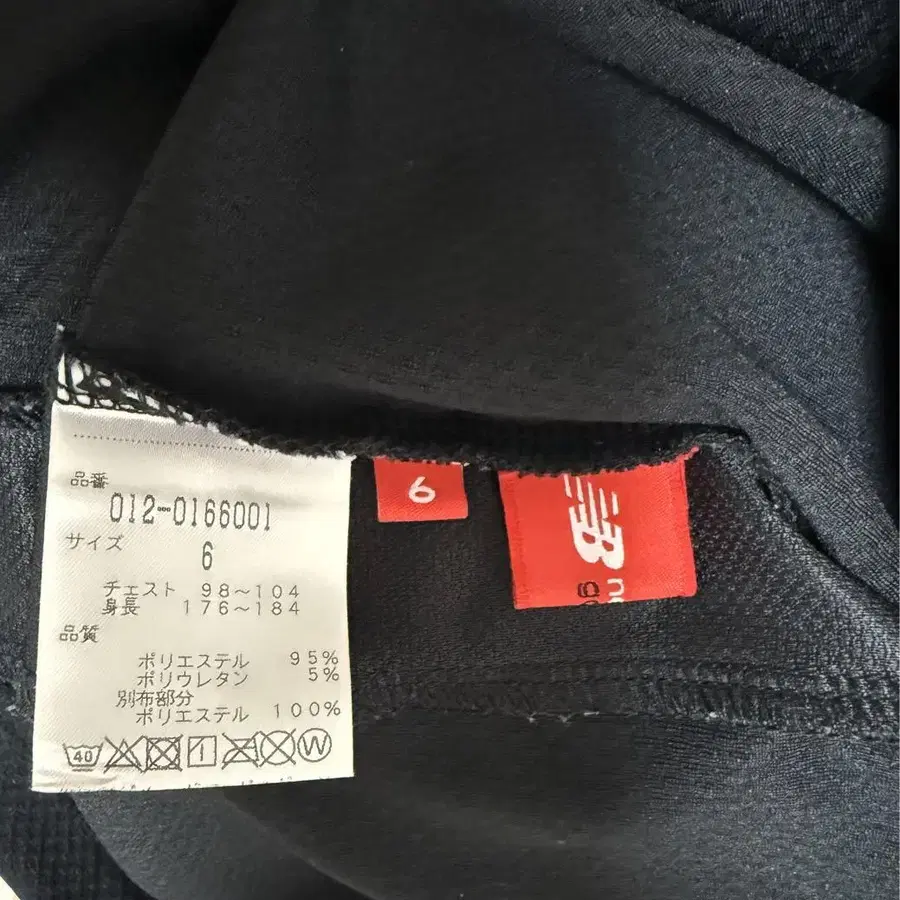 品番
012-0166001
サイズ
6
チェスト 98～104
身長 176～184
品質
ポリエステル 95%
ポリウレタン 5%
別布部分
ポリエステル 100%
40
W
6
NB